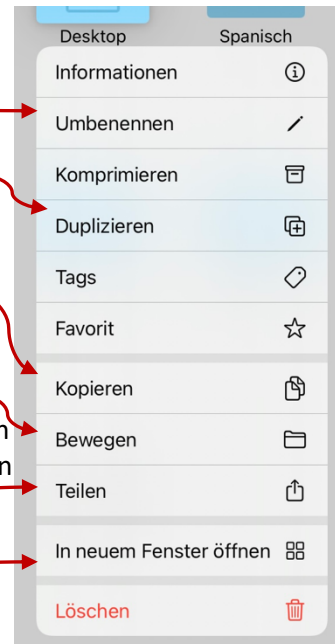 Desktop Spanisch
Informationen
Umbenennen
Komprimieren
Duplizieren
Tags
Favorit
Kopieren
Bewegen
Teilen
In neuem Fenster öffnen
Löschen